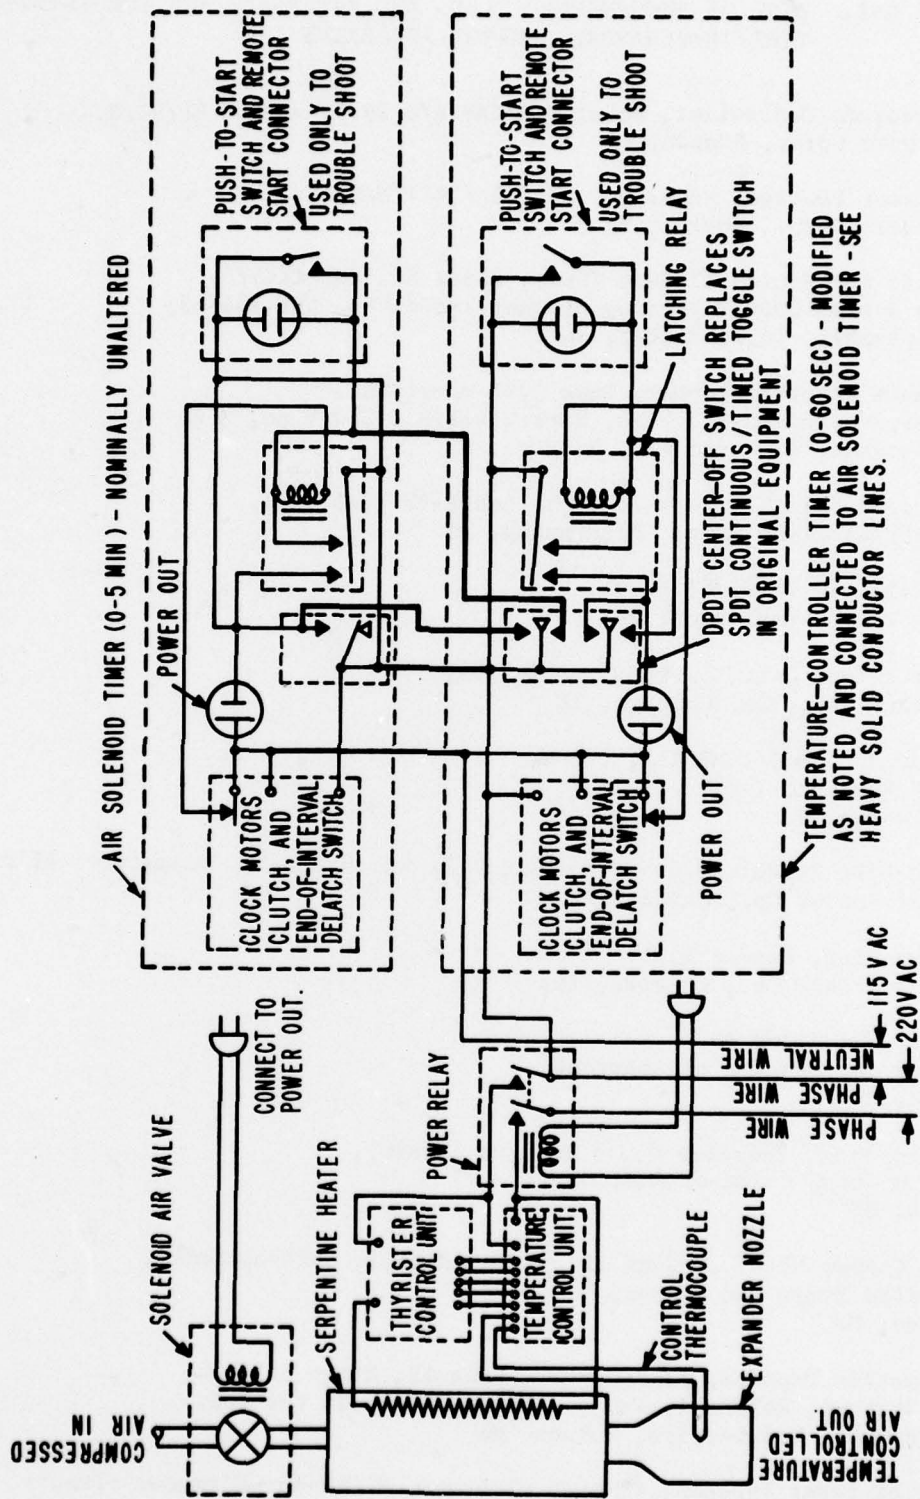 AIR SOLENOID TIMER (0-5 MIN) - NOMINALLY UNALTERED
POWER OUT
PUSH-TO-START
SWITCH AND REMOTE
START CONNECTOR
USED ONLY TO
TROUBLE SHOOT
CLOCK MOTORS
CLUTCH, AND
END-OF-INTERVAL
DELATCH SWITCH
SOLENOID AIR VALVE
CONNECT TO
POWER OUT.
COMPRESSED
AIR IN
SERPENTINE HEATER
POWER RELAY
THYRISTER
CONTROL UNIT
TEMPERATURE
CONTROL UNIT
CONTROL
THERMOCOUPLE
EXPANDER NOZZLE
TEMPERATURE
CONTROLLED
AIR OUT
PHASE WIRE
PHASE WIRE
NEUTRAL WIRE
115 V AC
220V AC
CLOCK MOTORS
CLUTCH, AND
END-OF-INTERVAL
DELATCH SWITCH
POWER OUT
PUSH-TO-START
SWITCH AND REMOTE
START CONNECTOR
USED ONLY TO
TROUBLE SHOOT
LATCHING RELAY
DPDT CENTER-OFF SWITCH REPLACES
SPDT CONTINUOUS/TIMED TOGGLE SWITCH
IN ORIGINAL EQUIPMENT
TEMPERATURE-CONTROLLER TIMER (0-60 SEC) - MODIFIED
AS NOTED AND CONNECTED TO AIR SOLENOID TIMER - SEE
HEAVY SOLID CONDUCTOR LINES.